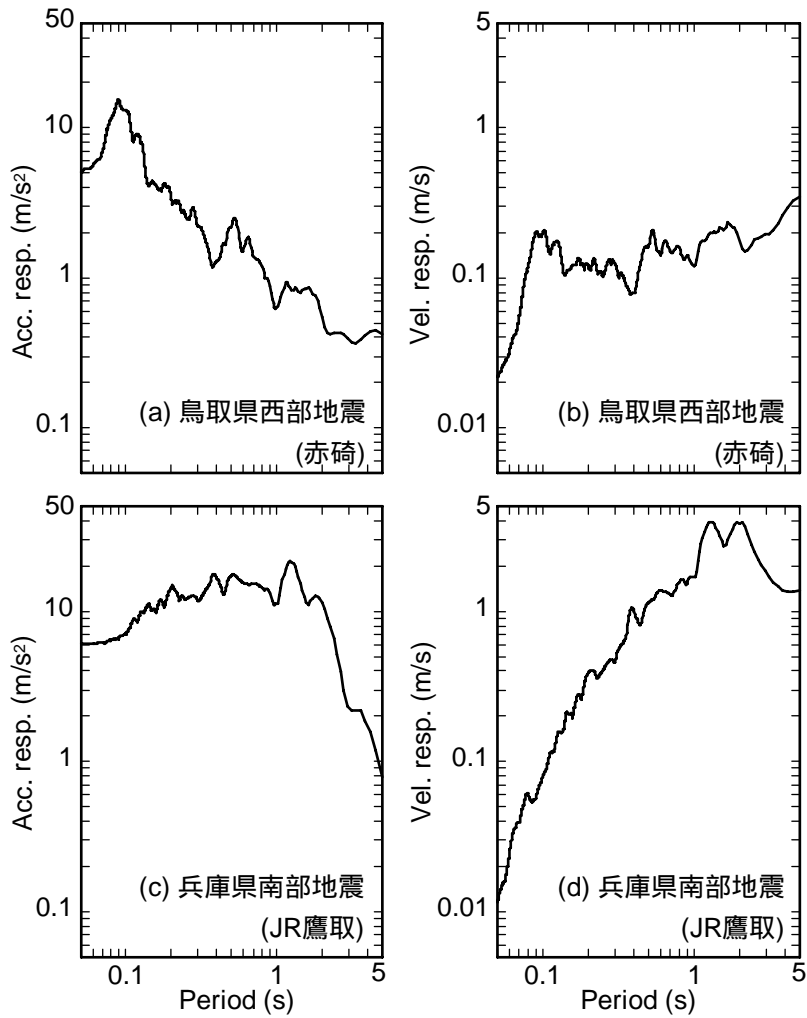 50
10
1
0.1
Acc. resp. (m/s²)
(a) 鳥取県西部地震
(赤碕)
5
1
0.1
0.01
Vel. resp. (m/s)
(b) 鳥取県西部地震
(赤碕)
50
10
1
0.1
Acc. resp. (m/s²)
(c) 兵庫県南部地震
(JR鷹取)
0.1 1 5
Period (s)
5
1
0.1
0.01
Vel. resp. (m/s)
(d) 兵庫県南部地震
(JR鷹取)
0.1 1 5
Period (s)